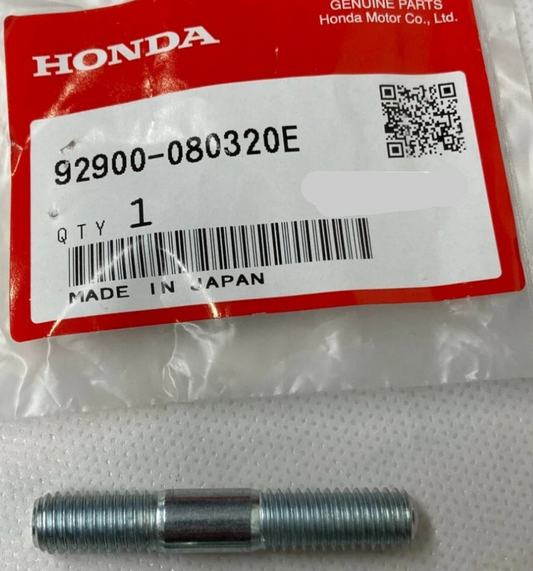 GENUINE PARTS
Honda Motor Co., Ltd.
HONDA
92900-080320E
QTY 1
MADE IN JAPAN